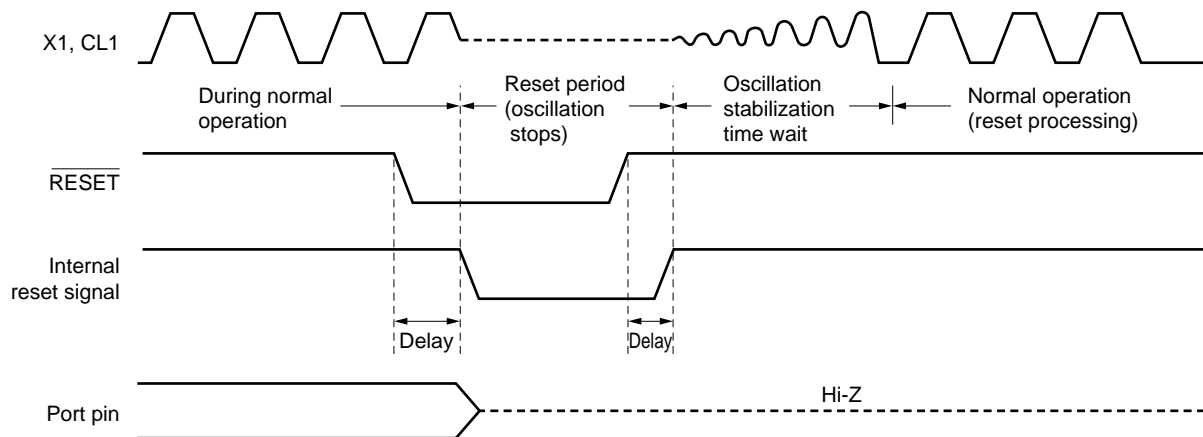 X1, CL1
During normal
operation
Reset period
(oscillation
stops)
Oscillation
stabilization
time wait
Normal operation
(reset processing)
RESET
Internal
reset signal
Delay
Delay
Hi-Z
Port pin